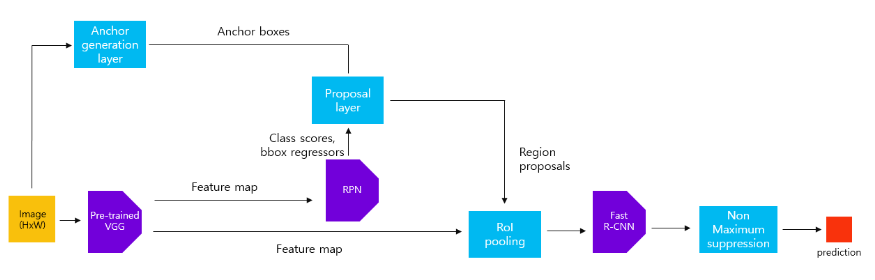 Anchor
generation
layer
Anchor boxes
Proposal
layer
Class scores,
bbox regressors
Region
proposals
Feature map
RPN
Image
(HxW)
Pre-trained
VGG
Feature map
RoI
pooling
Fast
R-CNN
Non
Maximum
suppression
prediction